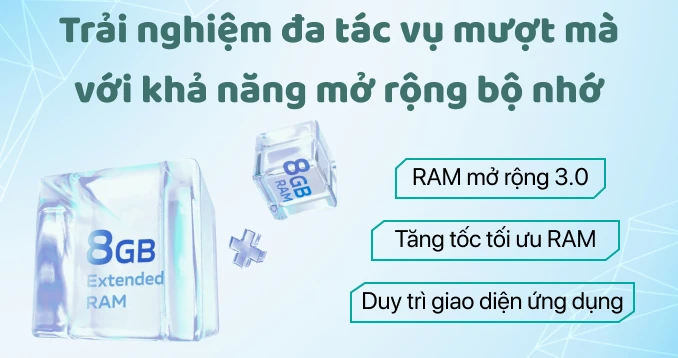 Trải nghiệm đa tác vụ mượt mà
với khả năng mở rộng bộ nhớ
8GB
RAM
8GB
Extended
RAM
RAM mở rộng 3.0
Tăng tốc tối ưu RAM
Duy trì giao diện ứng dụng